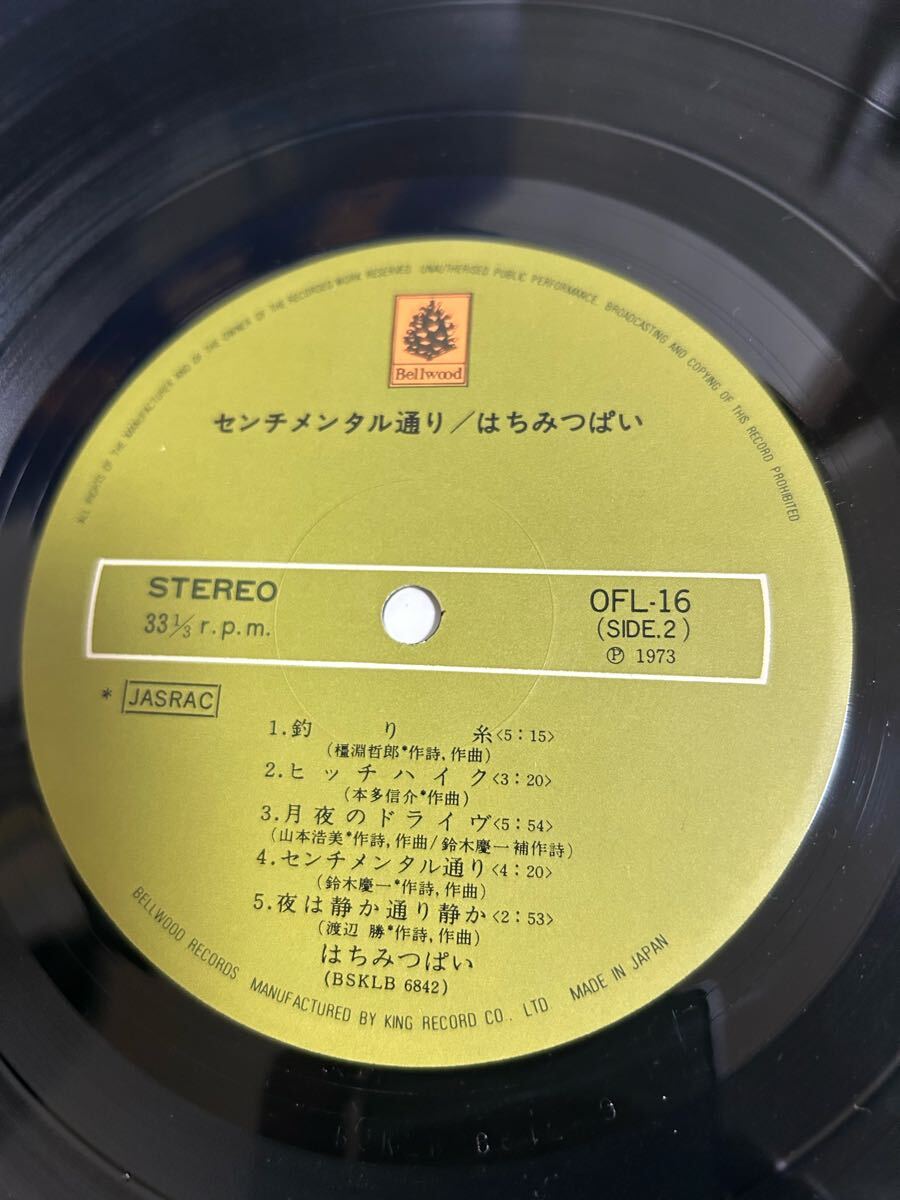 ALL RIGHTS OF THE MANUFACTURER AND OF THE OWNER OF THE RECORDED WORK RESERVED. UNAUTHORISED PUBLIC PERFORMANCE. BROADCASTING AND COPYING OF THIS RECORD PROHIBITED
Bellwood
センチメンタル通り/はちみつぱい
STEREO
33 1/3 r.p.m.
OFL-16
(SIDE.2)
Ⓟ 1973
* JASRAC
1.釣り糸<5:15>
(橿淵哲郎*作詩,作曲)
2.ヒッチハイク<3:20>
(本多信介*作曲)
3.月夜のドライヴ<5:54>
(山本浩美*作詩,作曲/鈴木慶一補作詩)
4.センチメンタル通り<4:20>
(鈴木慶一*作詩,作曲)
5.夜は静か通り静か<2:53>
(渡辺 勝*作詩,作曲)
はちみつぱい
(BSKLB 6842)
BELLWOOD RECORDS MANUFACTURED BY KING RECORD CO., LTD MADE IN JAPAN